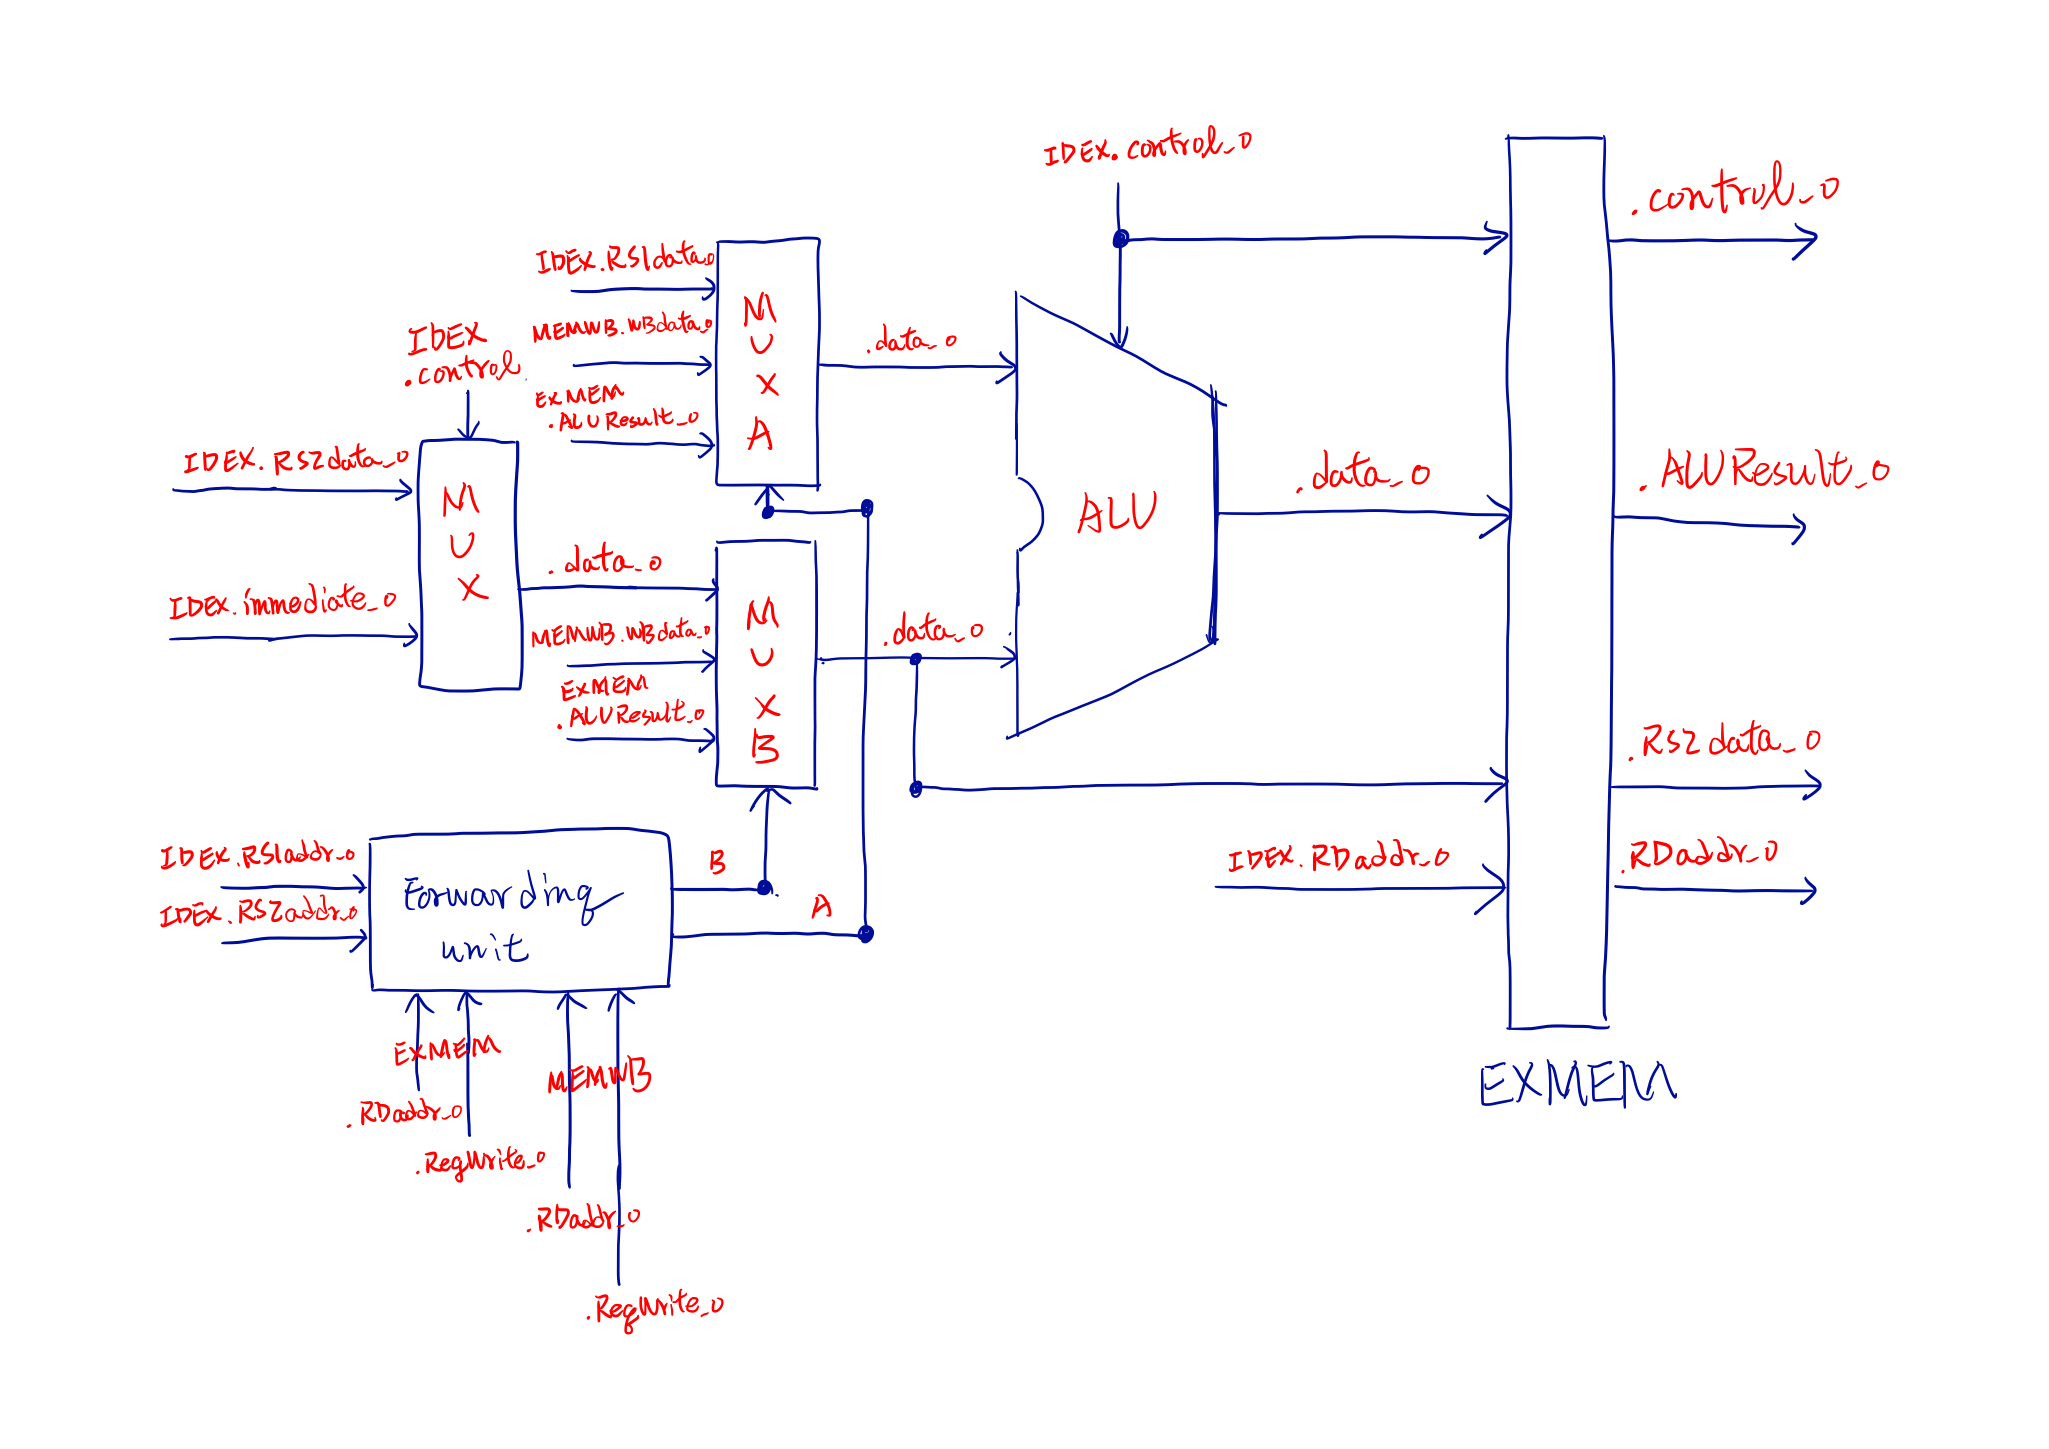 IDEX.control_o
.control_o
IDEX.RS1data_o
MEMWB.WBdata_o
EXMEM
.ALUResult_o
M
U
X
A
.data_o
IDEX
.control
IDEX.RS2data_o
IDEX.immediate_o
M
U
X
.data_o
MEMWB.WBdata_o
EXMEM
.ALUResult_o
M
U
X
B
.data_o
ALU
.data_o
.ALUResult_o
.RS2data_o
IDEX.RDaddr_o
.RDaddr_o
IDEX.RS1addr_o
IDEX.RS2addr_o
Forwarding
unit
B
A
EXMEM
.RDaddr_o
.RegWrite_o
MEMWB
.RDaddr_o
.RegWrite_o
EXMEM